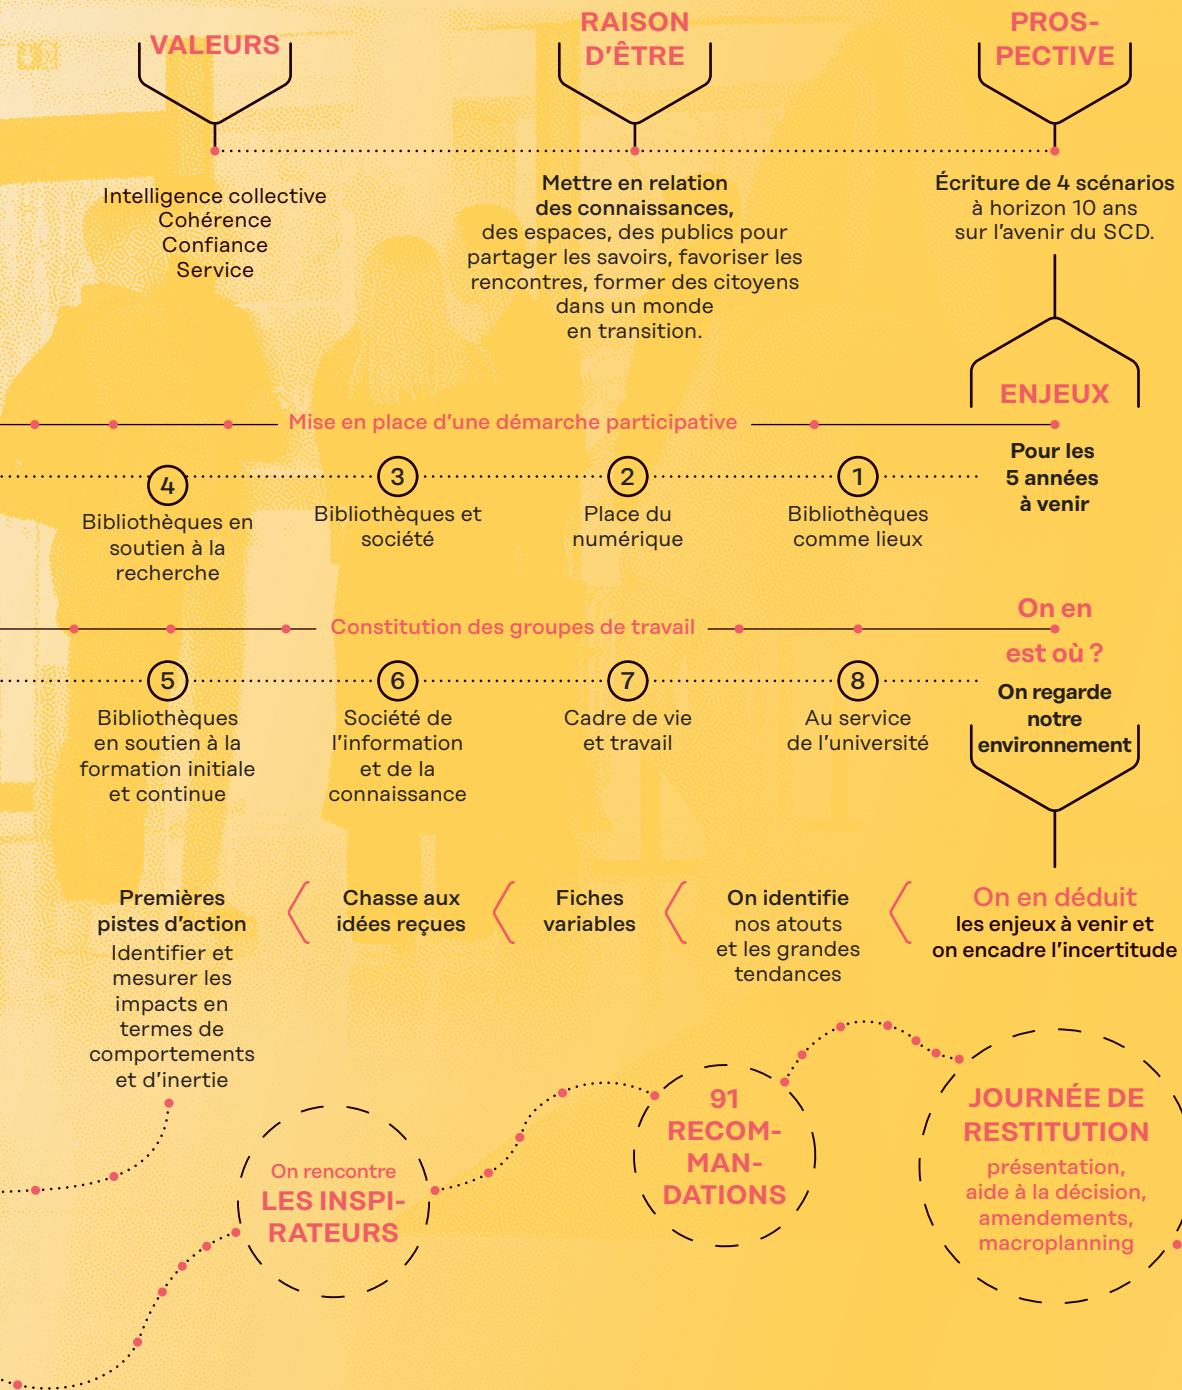 VALEURS
Intelligence collective
Cohérence
Confiance
Service
RAISON
D’ÊTRE
Mettre en relation
des connaissances,
des espaces, des publics pour
partager les savoirs, favoriser les
rencontres, former des citoyens
dans un monde
en transition.
PROS-
PECTIVE
Écriture de 4 scénarios
à horizon 10 ans
sur l’avenir du SCD.
ENJEUX
Pour les
5 années
à venir
Mise en place d’une démarche participative
1
Bibliothèques
comme lieux
2
Place du
numérique
3
Bibliothèques et
société
4
Bibliothèques en
soutien à la
recherche
Constitution des groupes de travail
5
Bibliothèques
en soutien à la
formation initiale
et continue
6
Société de
l’information
et de la
connaissance
7
Cadre de vie
et travail
8
Au service
de l’université
On en
est où ?
On regarde
notre
environnement
On en déduit
les enjeux à venir et
on encadre l’incertitude
On identifie
nos atouts
et les grandes
tendances
Fiches
variables
Chasse aux
idées reçues
Premières
pistes d’action
Identifier et
mesurer les
impacts en
termes de
comportements
et d’inertie
On rencontre
LES INSPI-
RATEURS
91
RECOM-
MAN-
DATIONS
JOURNÉE DE
RESTITUTION
présentation,
aide à la décision,
amendements,
macroplanning